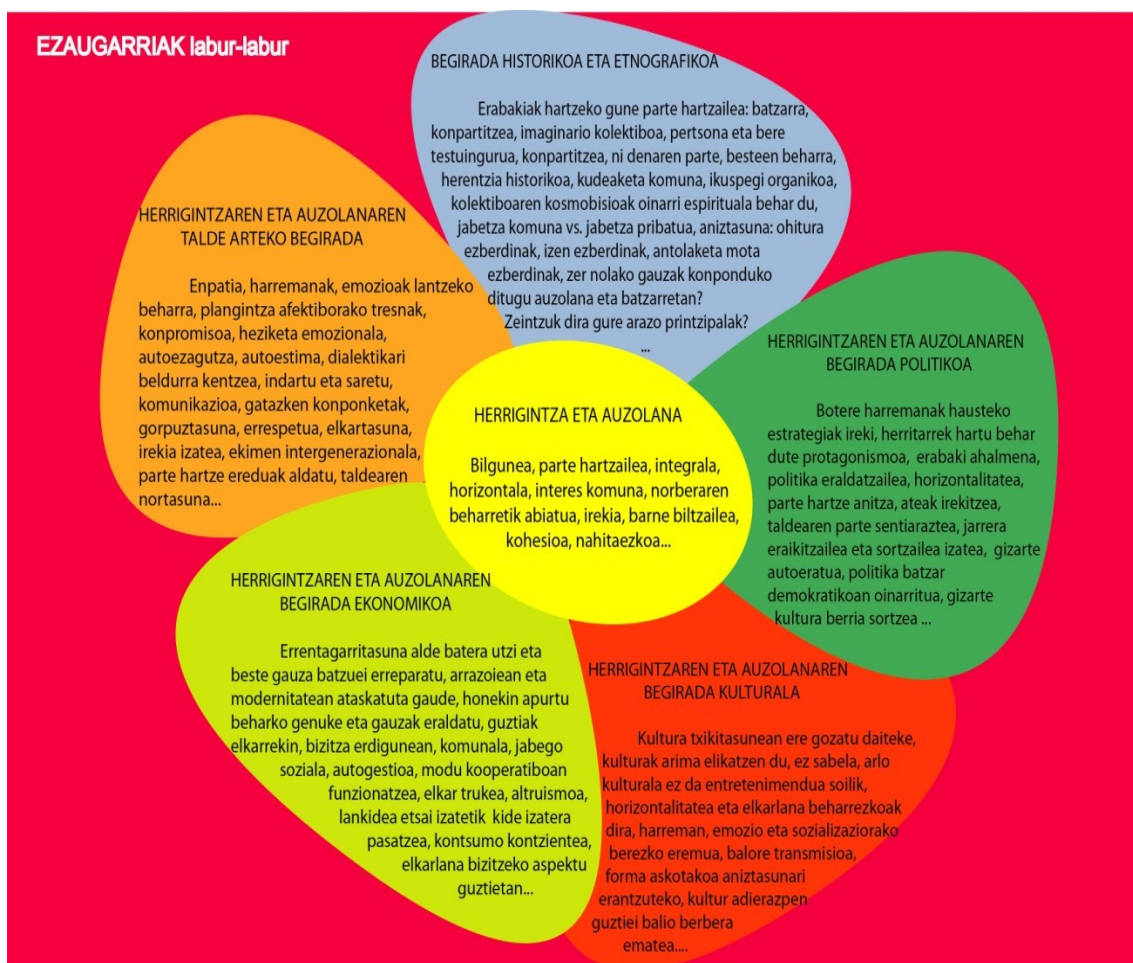 EZAUGARRIAK labur-labur
BEGIRADA HISTORIKOA ETA ETNOGRAFIKOA
Erabakiak hartzeko gune parte hartzailea: batzarra,
konpartitzea, imaginario kolektiboa, pertsona eta bere
testuingurua, konpartitzea, ni denaren parte, besteen beharra,
herentzia historikoa, kudeaketa komuna, ikuspegi organikoa,
kolektiboaren kosmobisioak oinarri espirituala behar du,
jabetza komuna vs. jabetza pribatua, aniztasuna: ohitura
ezberdinak, izen ezberdinak, antolaketa mota
ezberdinak, zer nolako gauzak konponduko
ditugu auzolana eta batzarretan?
Zeintzuk dira gure arazo printzipalak?
...
HERRIGINTZAREN ETA AUZOLANAREN
TALDE ARTEKO BEGIRADA
Enpatia, harremanak, emozioak lantzeko
beharra, plangintza afektiborako tresnak,
konpromisoa, heziketa emozionala,
autoezagutza, autoestima, dialektikari
beldurra kentzea, indartu eta saretu,
komunikazioa, gatazken konponketak,
gorpuztasuna, errespetua, elkartasuna,
irekia izatea, ekimen intergenerazionala,
parte hartze ereduak aldatu, taldearen
nortasuna...
HERRIGINTZAREN ETA AUZOLANAREN
BEGIRADA POLITIKOA
Botere harremanak hausteko
estrategiak ireki, herritarrek hartu behar
dute protagonismoa, erabaki ahalmena,
politika eraldatzailea, horizontalitatea,
parte hartze anitza, ateak irekitzea,
taldearen parte sentiaraztea, jarrera
eraikitzailea eta sortzailea izatea, gizarte
autoeratua, politika batzar
demokratikoan oinarritua, gizarte
kultura berria sortzea ...
HERRIGINTZA ETA AUZOLANA
Bilgunea, parte hartzailea, integrala,
horizontala, interes komuna, norberaren
beharretik abiatua, irekia, barne biltzailea,
kohesioa, nahitaezkoa...
HERRIGINTZAREN ETA AUZOLANAREN
BEGIRADA EKONOMIKOA
Errentagarritasuna alde batera utzi eta
beste gauza batzuei erreparatu, arrazoiean eta
modernitatean ataskatuta gaude, honekin apurtu
beharko genuke eta gauzak eraldatu, guztiak
elkarrekin, bizitza erdigunean, komunala, jabego
soziala, autogestioa, modu kooperatiboan
funtzionatzea, elkar trukea, altruismoa,
lankidea etsai izatetik kide izatera
pasatzea, kontsumo kontzientea,
elkarlana bizitzeko aspektu
guztietan...
HERRIGINTZAREN ETA AUZOLANAREN
BEGIRADA KULTURALA
Kultura txikitasunean ere gozatu daiteke,
kulturak arima elikatzen du, ez sabela, arlo
kulturala ez da entretenimendua soilik,
horizontalitatea eta elkarlana beharrezkoak
dira, harreman, emozio eta sozializaziorako
berezko eremua, balore transmisioa,
forma askotakoa aniztasunari
erantzuteko, kultur adierazpen
guztiei balio berbera
ematea....